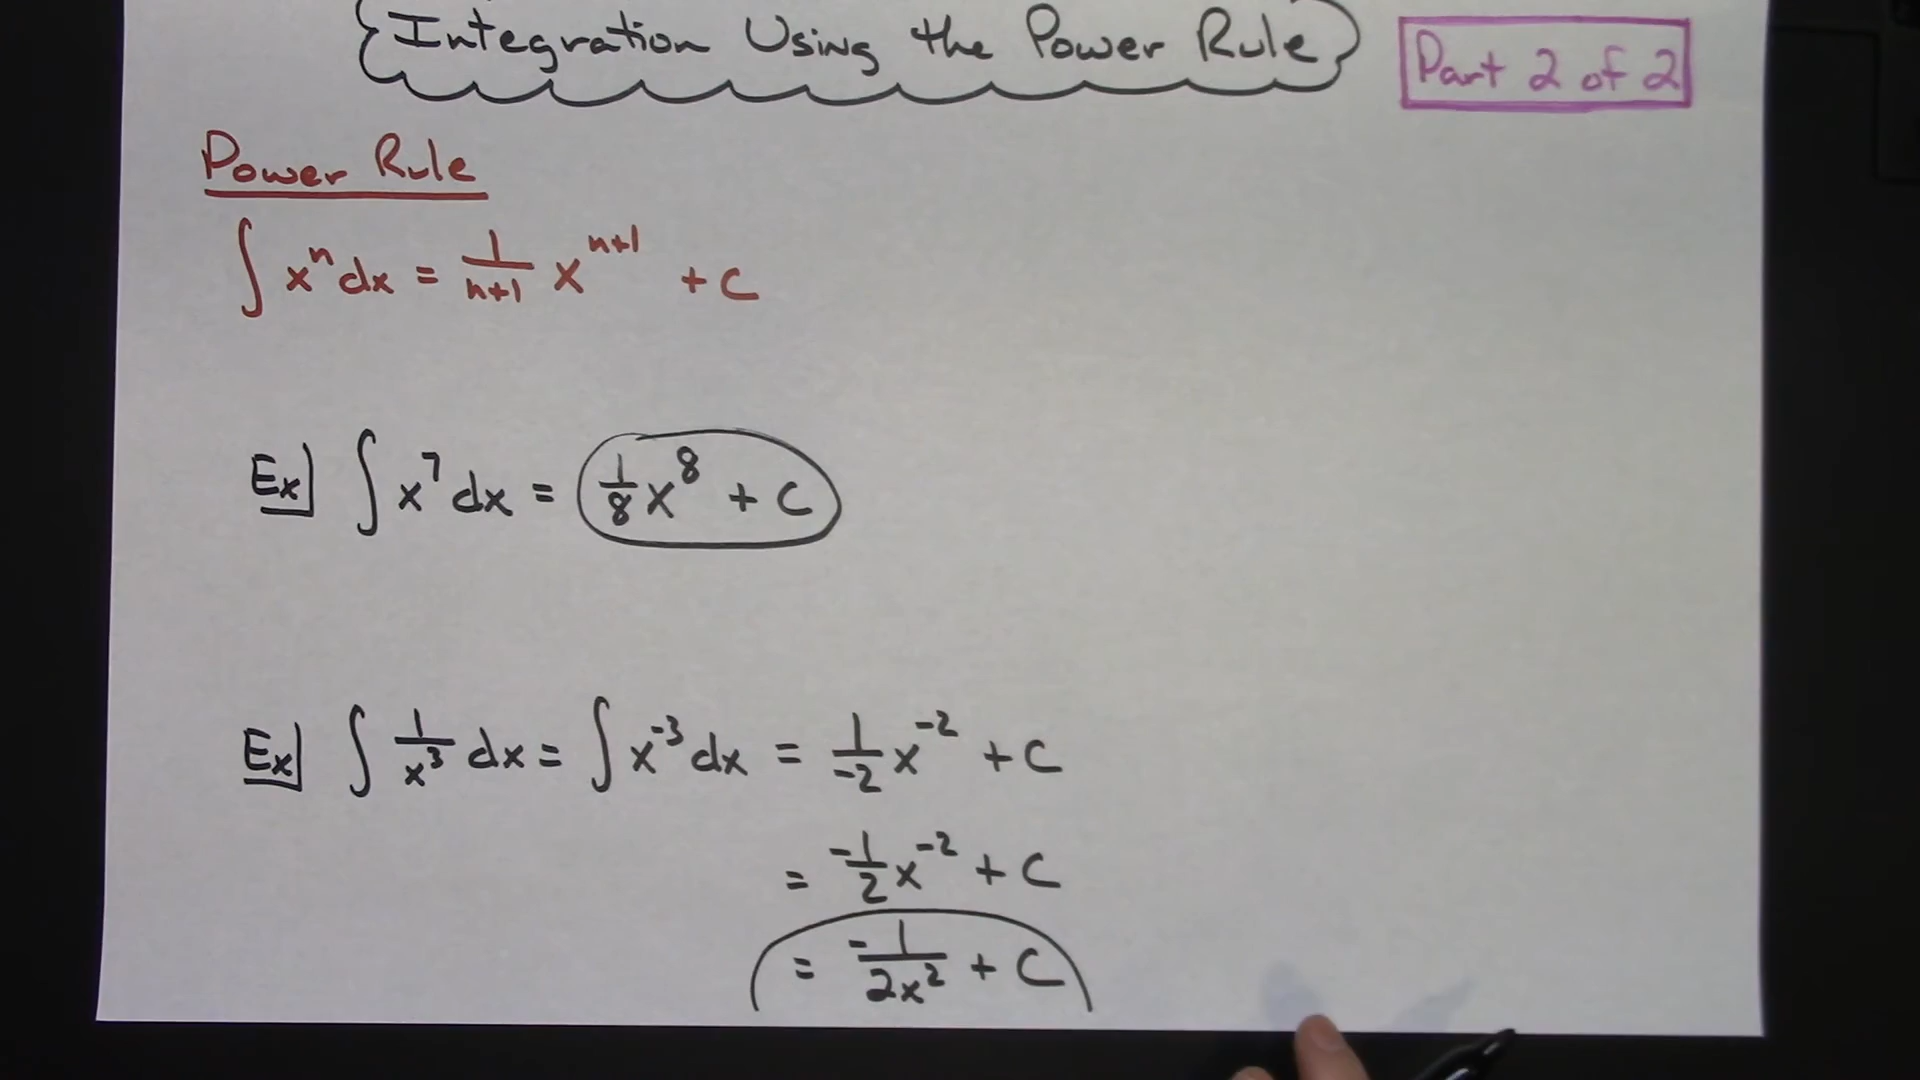 Integration Using the Power Rule
Part 2 of 2
Power Rule
∫ xⁿ dx = 1/(n+1) x^(n+1) + C
Ex] ∫ x⁷ dx = 1/8 x⁸ + C
Ex] ∫ 1/x³ dx = ∫ x⁻³ dx = 1/-2 x⁻² + C
= -1/2 x⁻² + C
= -1/(2x²) + C